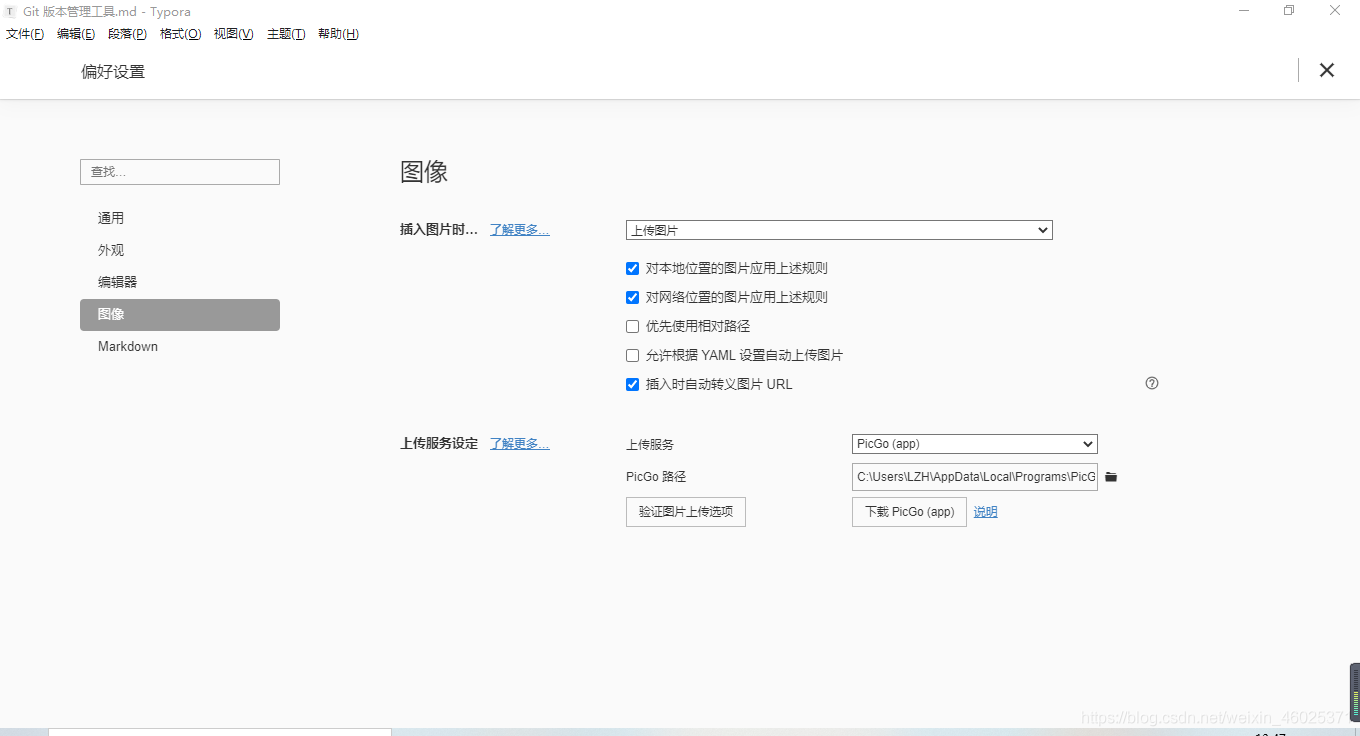 T Git 版本管理工具.md - Typora
文件(F) 编辑(E) 段落(P) 格式(O) 视图(V) 主题(T) 帮助(H)
偏好设置
查找...
通用
外观
编辑器
图像
Markdown
图像
插入图片时... 了解更多...
上传图片
对本地位置的图片应用上述规则
对网络位置的图片应用上述规则
优先使用相对路径
允许根据 YAML 设置自动上传图片
插入时自动转义图片 URL
上传服务设定 了解更多...
上传服务 PicGo (app)
PicGo 路径 C:\Users\LZH\AppData\Local\Programs\PicG
验证图片上传选项 下载 PicGo (app) 说明
https://blog.csdn.net/weixin_4602537